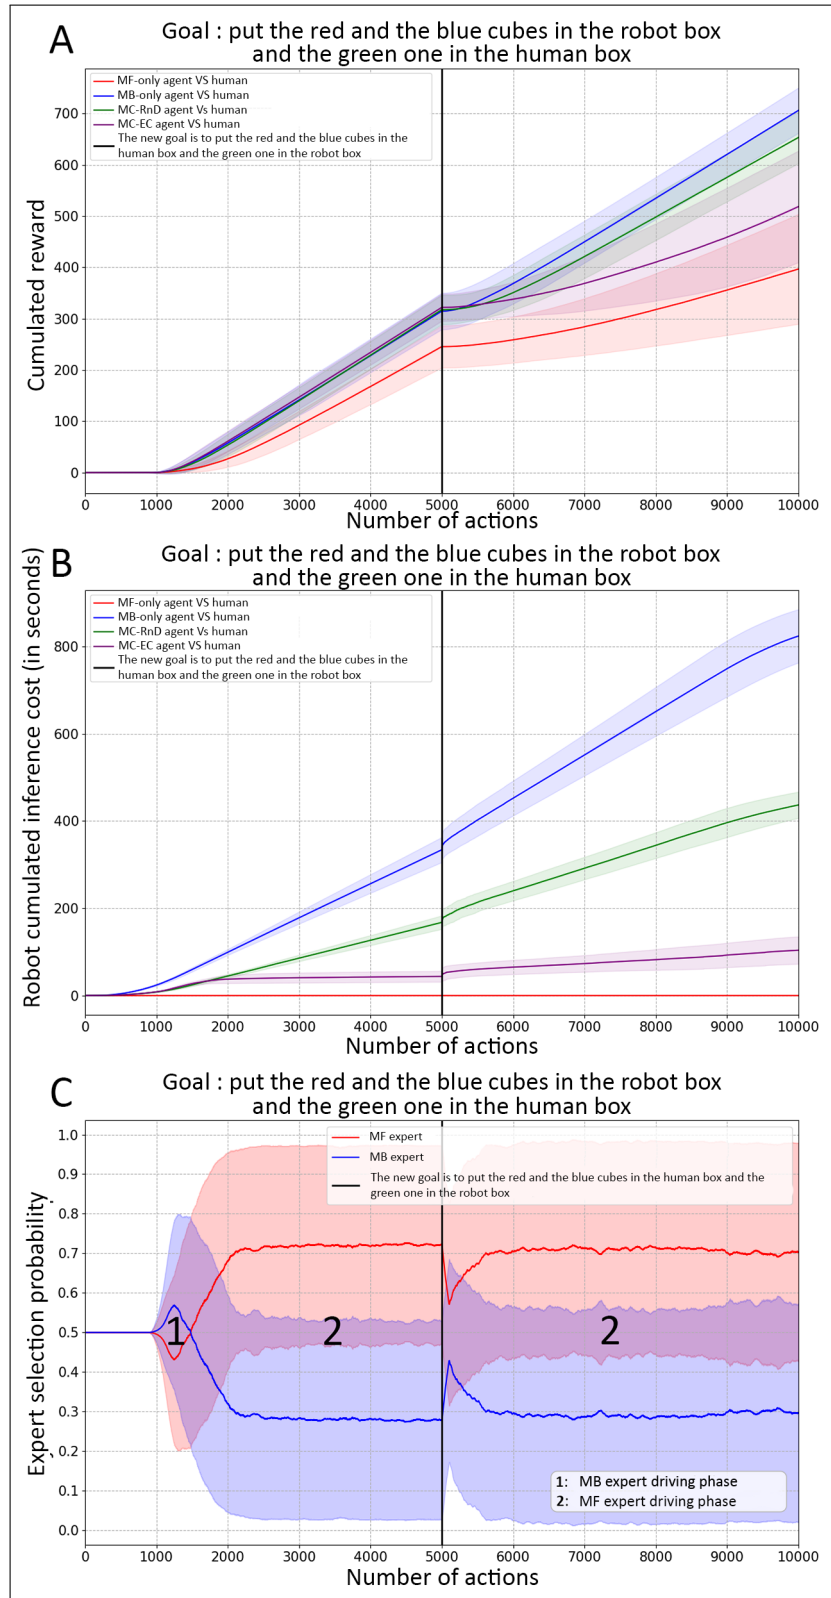 A
Goal : put the red and the blue cubes in the robot box
and the green one in the human box
MF-only agent VS human
MB-only agent VS human
MC-RnD agent Vs human
MC-EC agent VS human
The new goal is to put the red and the blue cubes in the
human box and the green one in the robot box
Cumulated reward
700
600
500
400
300
200
100
0
0 1000 2000 3000 4000 5000 6000 7000 8000 9000 10000
Number of actions
B
Goal : put the red and the blue cubes in the robot box
and the green one in the human box
MF-only agent VS human
MB-only agent VS human
MC-RnD agent Vs human
MC-EC agent VS human
The new goal is to put the red and the blue cubes in the
human box and the green one in the robot box
Robot cumulated inference cost (in seconds)
800
600
400
200
0
0 1000 2000 3000 4000 5000 6000 7000 8000 9000 10000
Number of actions
C
Goal : put the red and the blue cubes in the robot box
and the green one in the human box
MF expert
MB expert
The new goal is to put the red and the blue cubes in the human box and the
green one in the robot box
Expert selection probability
1.0
0.9
0.8
0.7
0.6
0.5
0.4
0.3
0.2
0.1
0.0
1
2
2
1: MB expert driving phase
2: MF expert driving phase
0 1000 2000 3000 4000 5000 6000 7000 8000 9000 10000
Number of actions